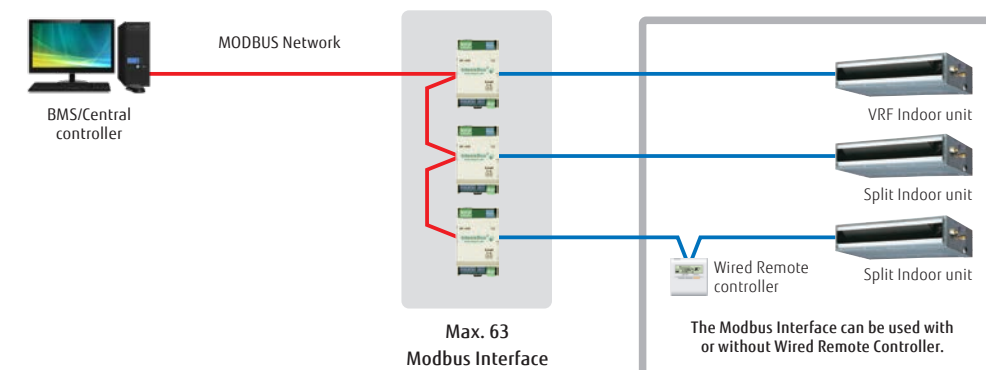 MODBUS Network
BMS/Central
controller
VRF Indoor unit
Split Indoor unit
Wired Remote
controller
Split Indoor unit
Max. 63
Modbus Interface
The Modbus Interface can be used with
or without Wired Remote Controller.